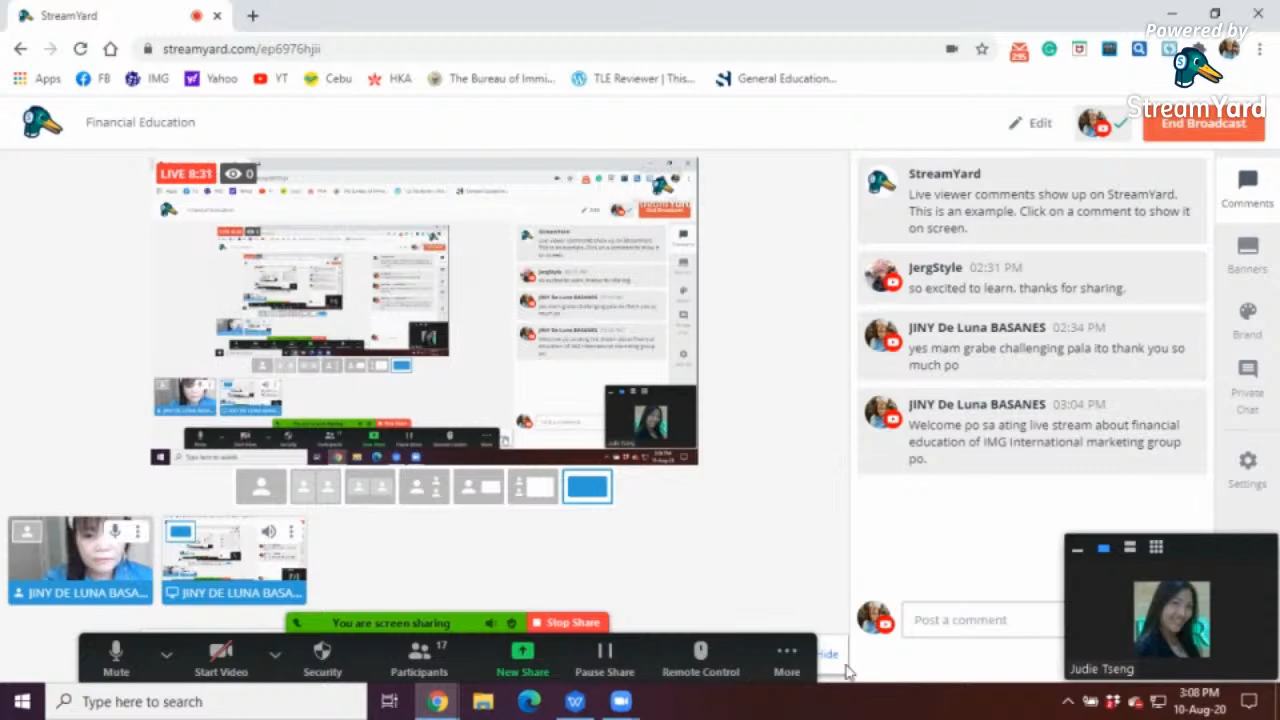 StreamYard
Powered by
StreamYard
streamyard.com/ep6976hjii
Apps FB IMG Yahoo YT Cebu HKA The Bureau of Immi... TLE Reviewer | This... General Education...
Financial Education
Edit
End Broadcast
LIVE 8:31 0
StreamYard
Live viewer comments show up on StreamYard.
This is an example. Click on a comment to show it
on screen.
JergStyle 02:31 PM
so excited to learn. thanks for sharing.
JINY De Luna BASANES 02:34 PM
yes mam grabe challenging pala ito thank you so
much po
JINY De Luna BASANES 03:04 PM
Welcome po sa ating live stream about financial
education of IMG International marketing group
po.
Comments
Banners
Brand
Private
Chat
Settings
JINY DE LUNA BASA...
JINY DE LUNA BASA...
You are screen sharing
Stop Share
Mute
Start Video
Security
17
Participants
New Share
Pause Share
Remote Control
More
Hide
Post a comment
Judie Tseng
Type here to search
3:08 PM
10-Aug-20